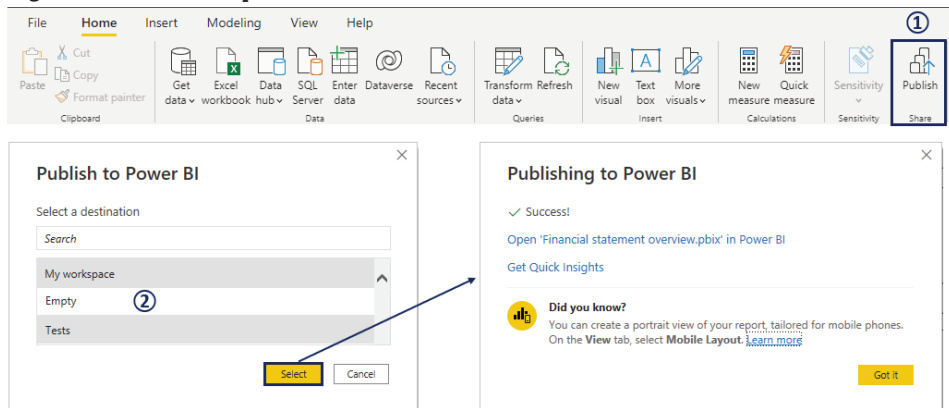 File Home Insert Modeling View Help
①
Cut
Copy
Format painter
Paste
Clipboard
Get data
Excel workbook
Data hub
SQL Server
Enter data
Dataverse
Recent sources
Data
Transform data
Refresh
Queries
New visual
Text box
More visuals
Insert
New measure
Quick measure
Calculations
Sensitivity
Sensitivity
Publish
Share
Publish to Power BI
Select a destination
Search
My workspace
Empty
②
Tests
Select
Cancel
Publishing to Power BI
Success!
Open 'Financial statement overview.pbix' in Power BI
Get Quick Insights
Did you know?
You can create a portrait view of your report, tailored for mobile phones.
On the View tab, select Mobile Layout. Learn more
Got it